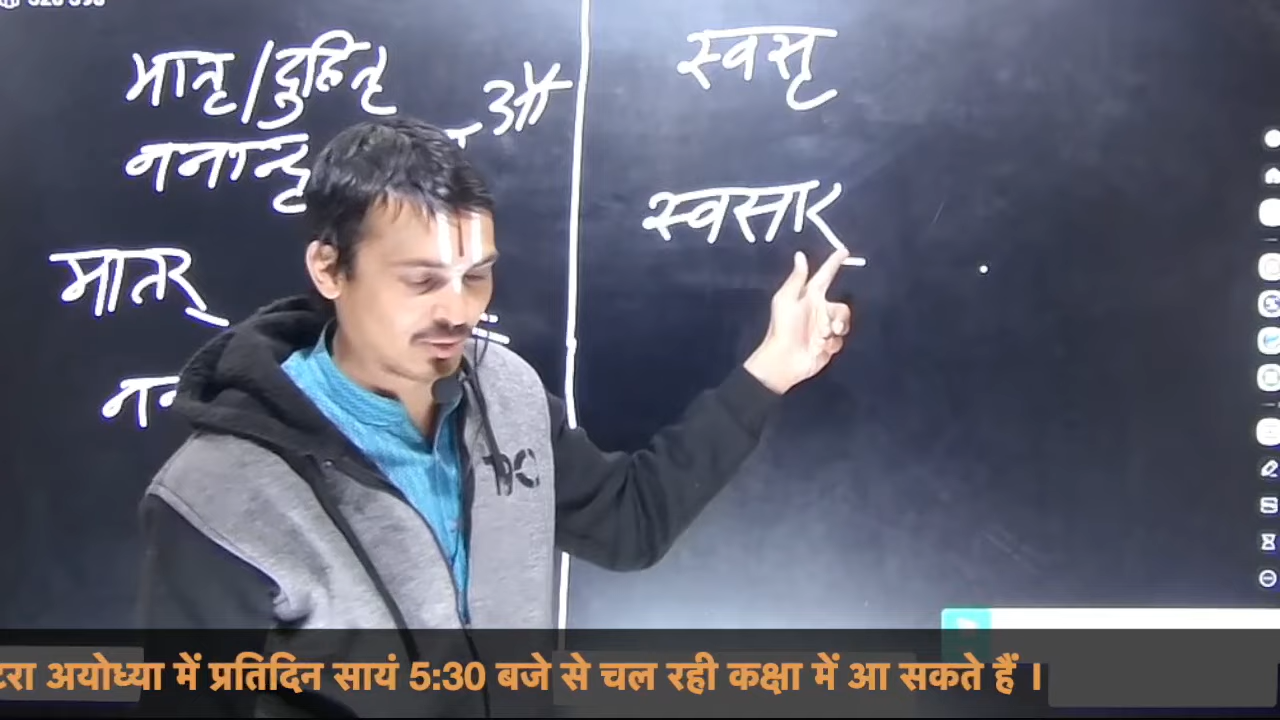 मातृ/दुहितृ
ननान्दृ
औ
मातर्
स्वसृ
स्वसार्
अयोध्या में प्रतिदिन सायं 5:30 बजे से चल रही कक्षा में आ सकते हैं ।